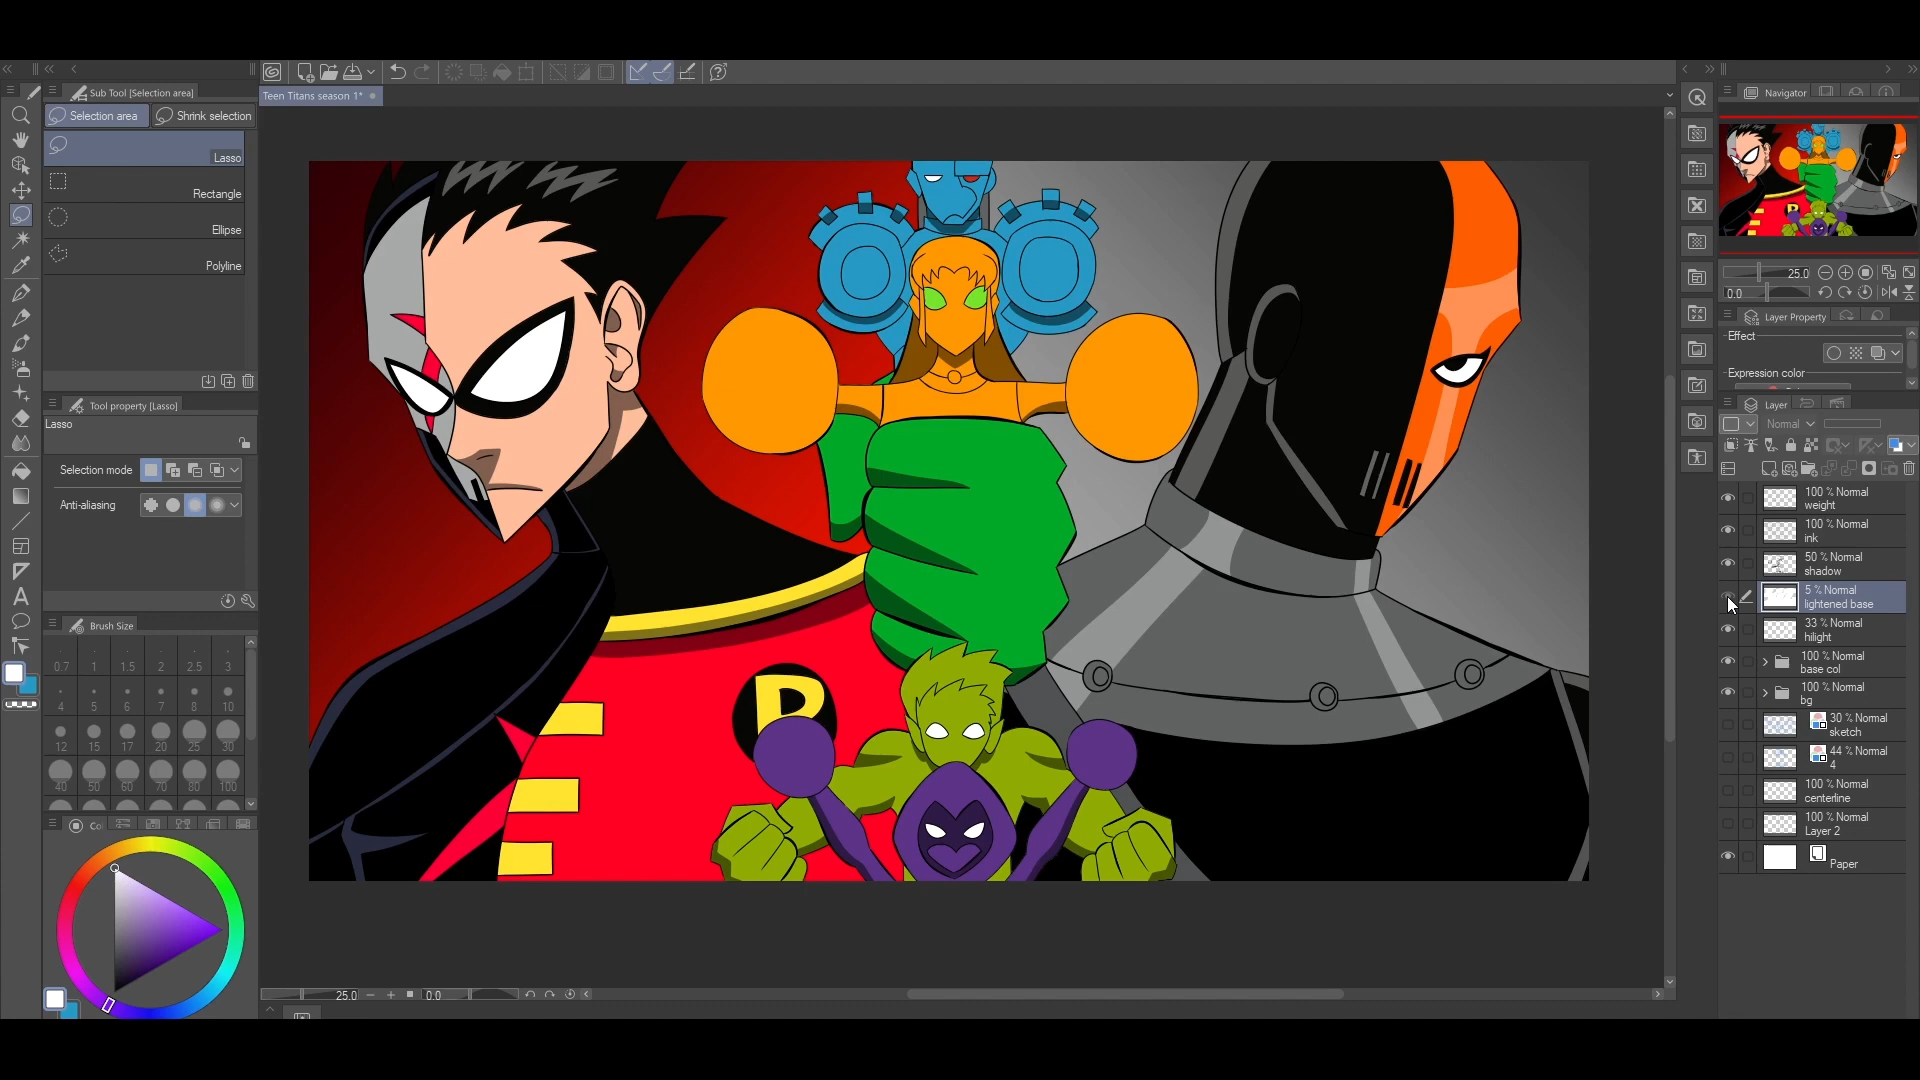 Sub Tool [Selection area]
Selection area
Shrink selection
Lasso
Rectangle
Ellipse
Polyline
Tool property [Lasso]
Lasso
Selection mode
Anti-aliasing
Brush Size
0.7 1 1.5 2 2.5 3
4 5 6 7 8 10
12 15 17 20 25 30
40 50 60 70 80 100
Co
Teen Titans season 1*
R
25.0
0.0
Navigator
25.0
0.0
Layer Property
Effect
Expression color
Layer
Normal
100 % Normal
weight
100 % Normal
ink
50 % Normal
shadow
5 % Normal
lightened base
33 % Normal
hilight
100 % Normal
base col
100 % Normal
bg
30 % Normal
sketch
44 % Normal
4
100 % Normal
centerline
100 % Normal
Layer 2
Paper